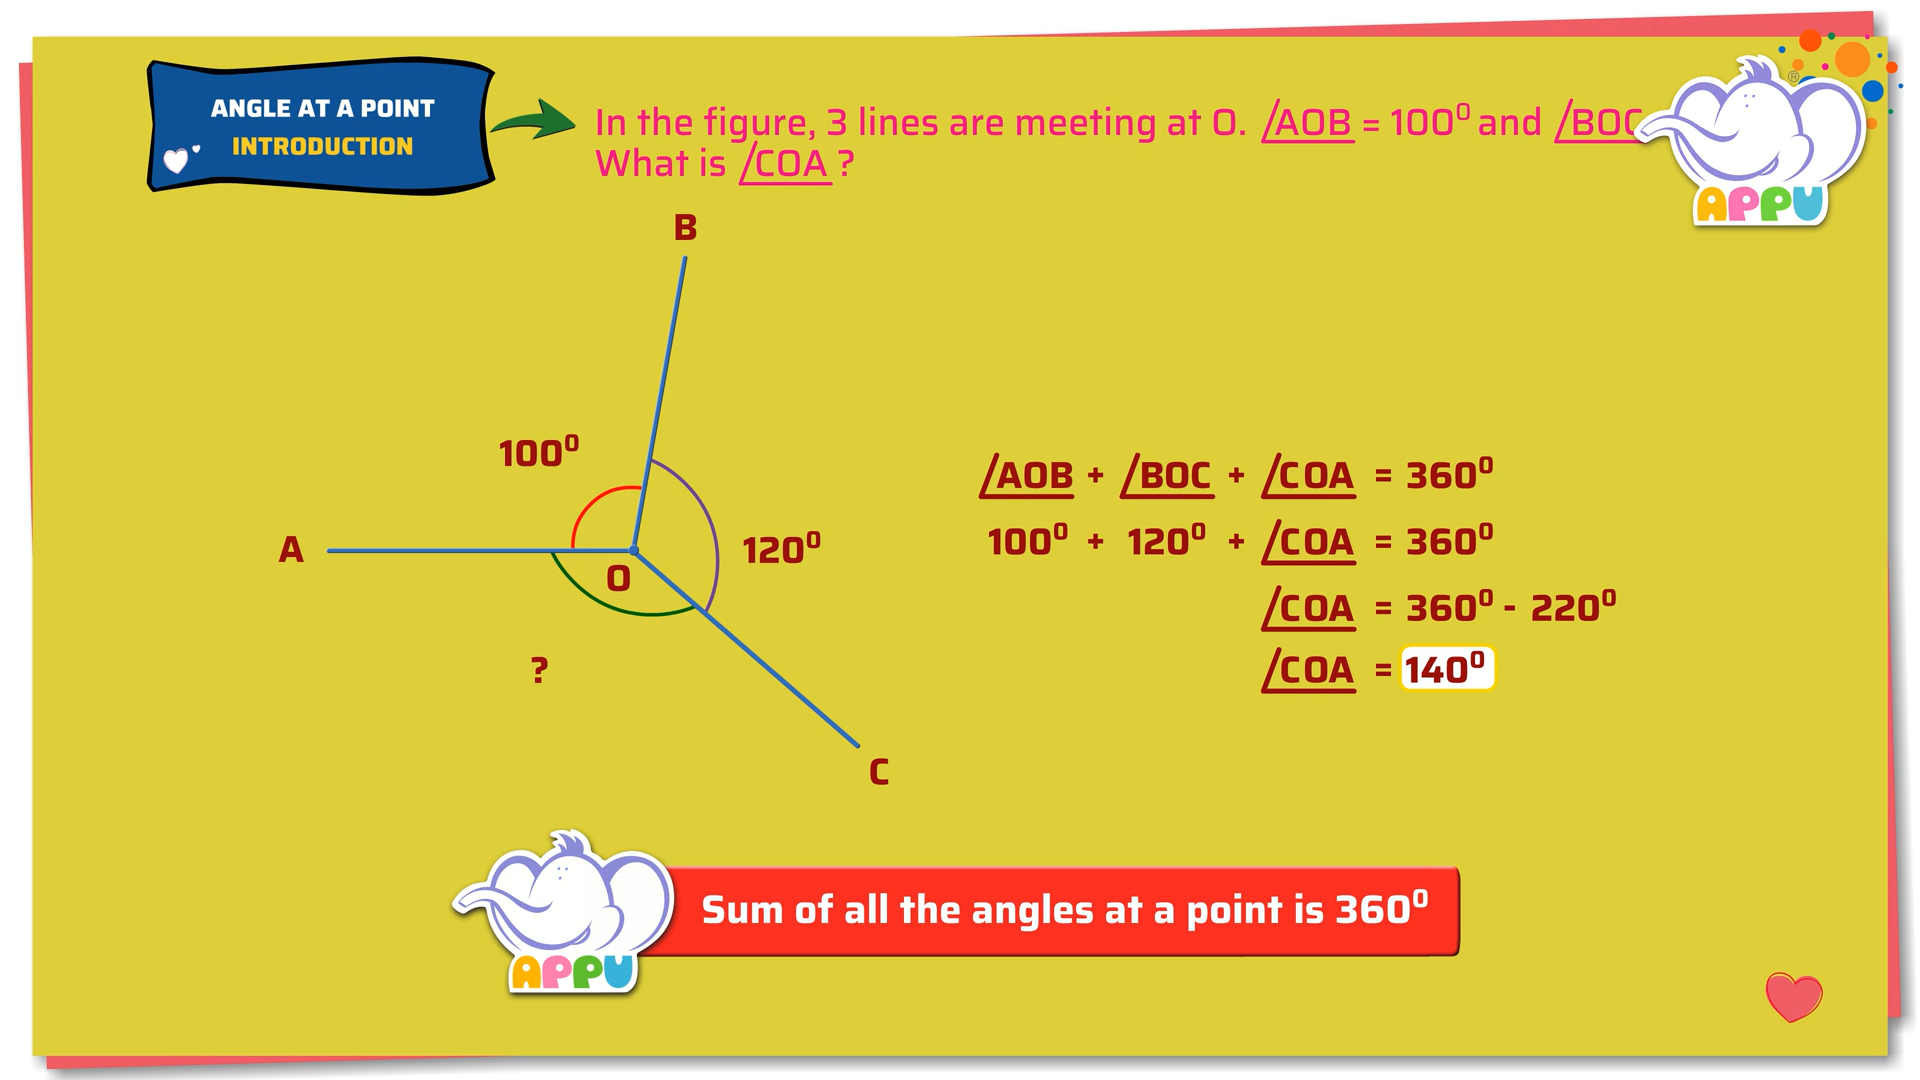 ANGLE AT A POINT
INTRODUCTION
In the figure, 3 lines are meeting at O. ∠AOB = 100⁰ and ∠BOC
What is ∠COA ?
®
APPU
B
100⁰
A
O
120⁰
?
C
∠AOB + ∠BOC + ∠COA = 360⁰
100⁰ + 120⁰ + ∠COA = 360⁰
∠COA = 360⁰ - 220⁰
∠COA = 140⁰
Sum of all the angles at a point is 360⁰
APPU